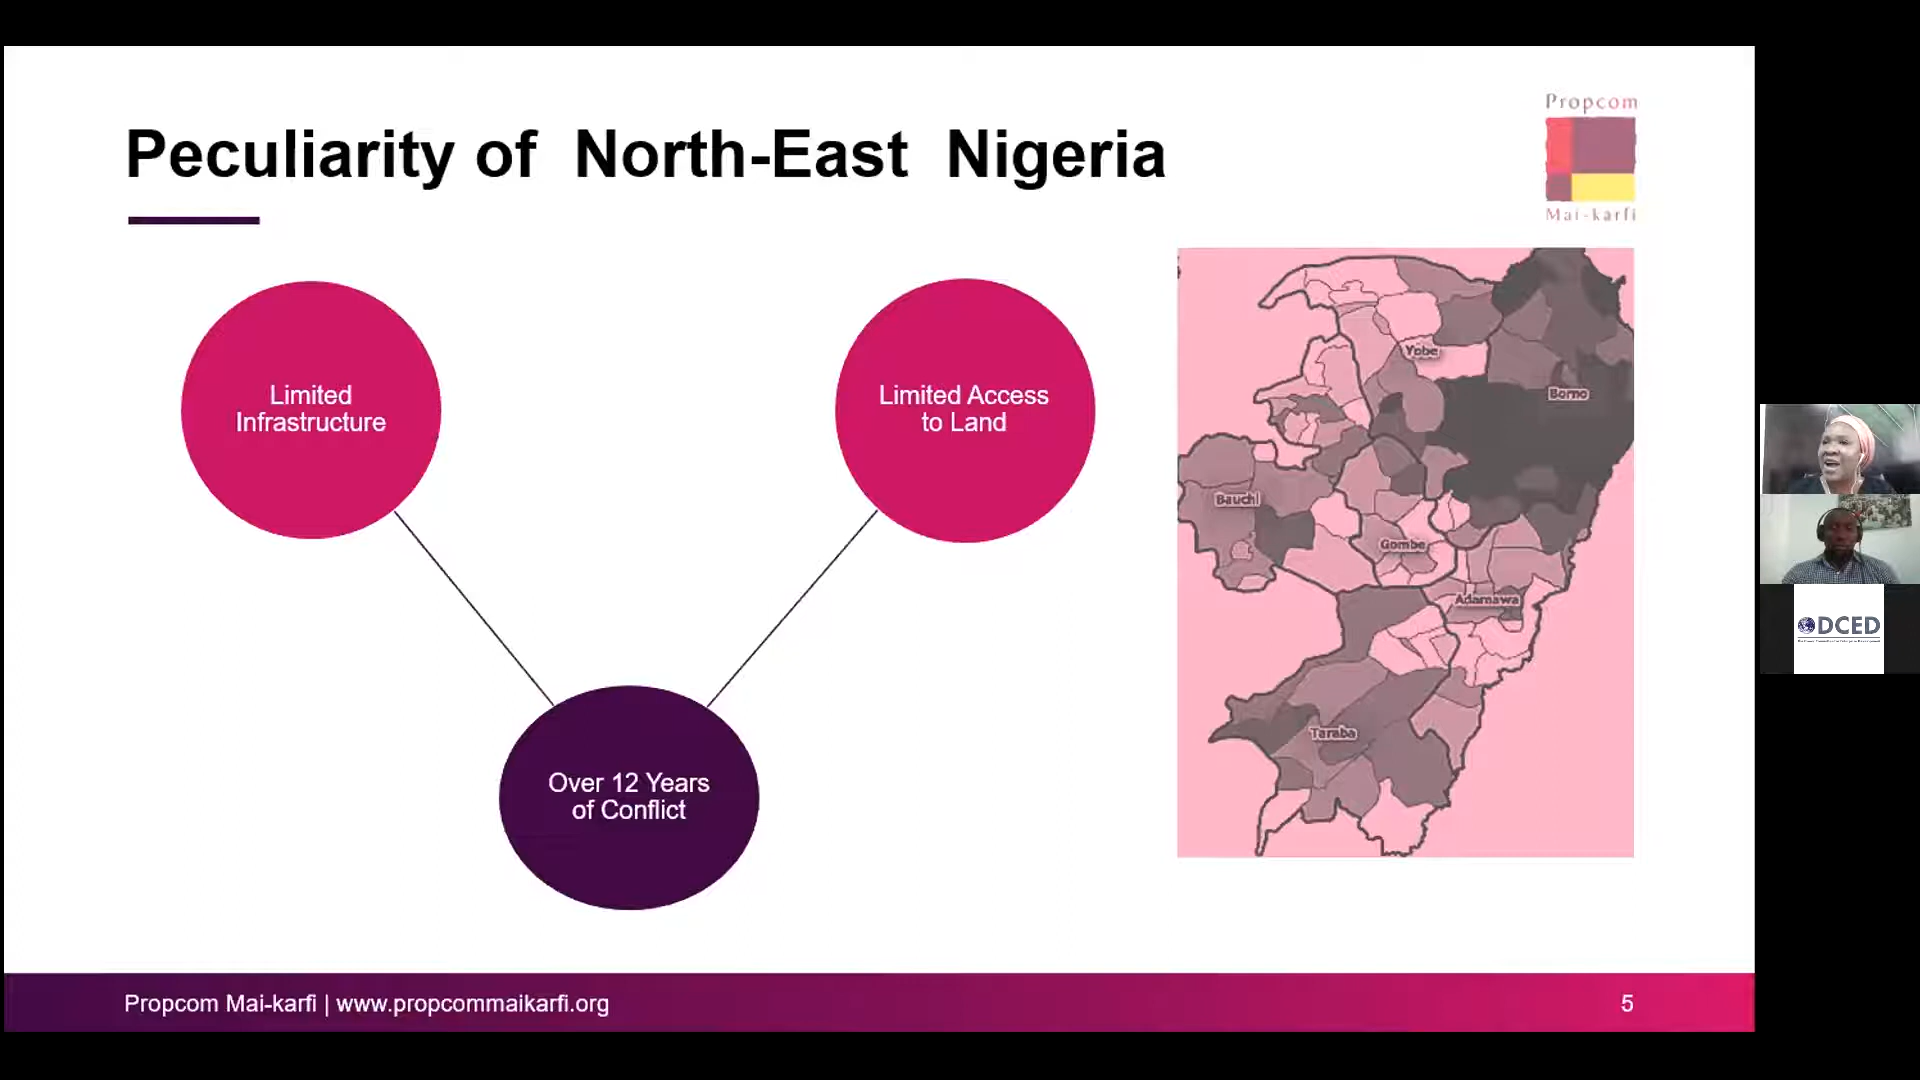 Propcom
Mai-karfi
Peculiarity of North-East Nigeria
Limited
Infrastructure
Limited Access
to Land
Over 12 Years
of Conflict
Yobe
Borno
Bauchi
Gombe
Adamawa
Taraba
DCED
Propcom Mai-karfi | www.propcommaikarfi.org
5